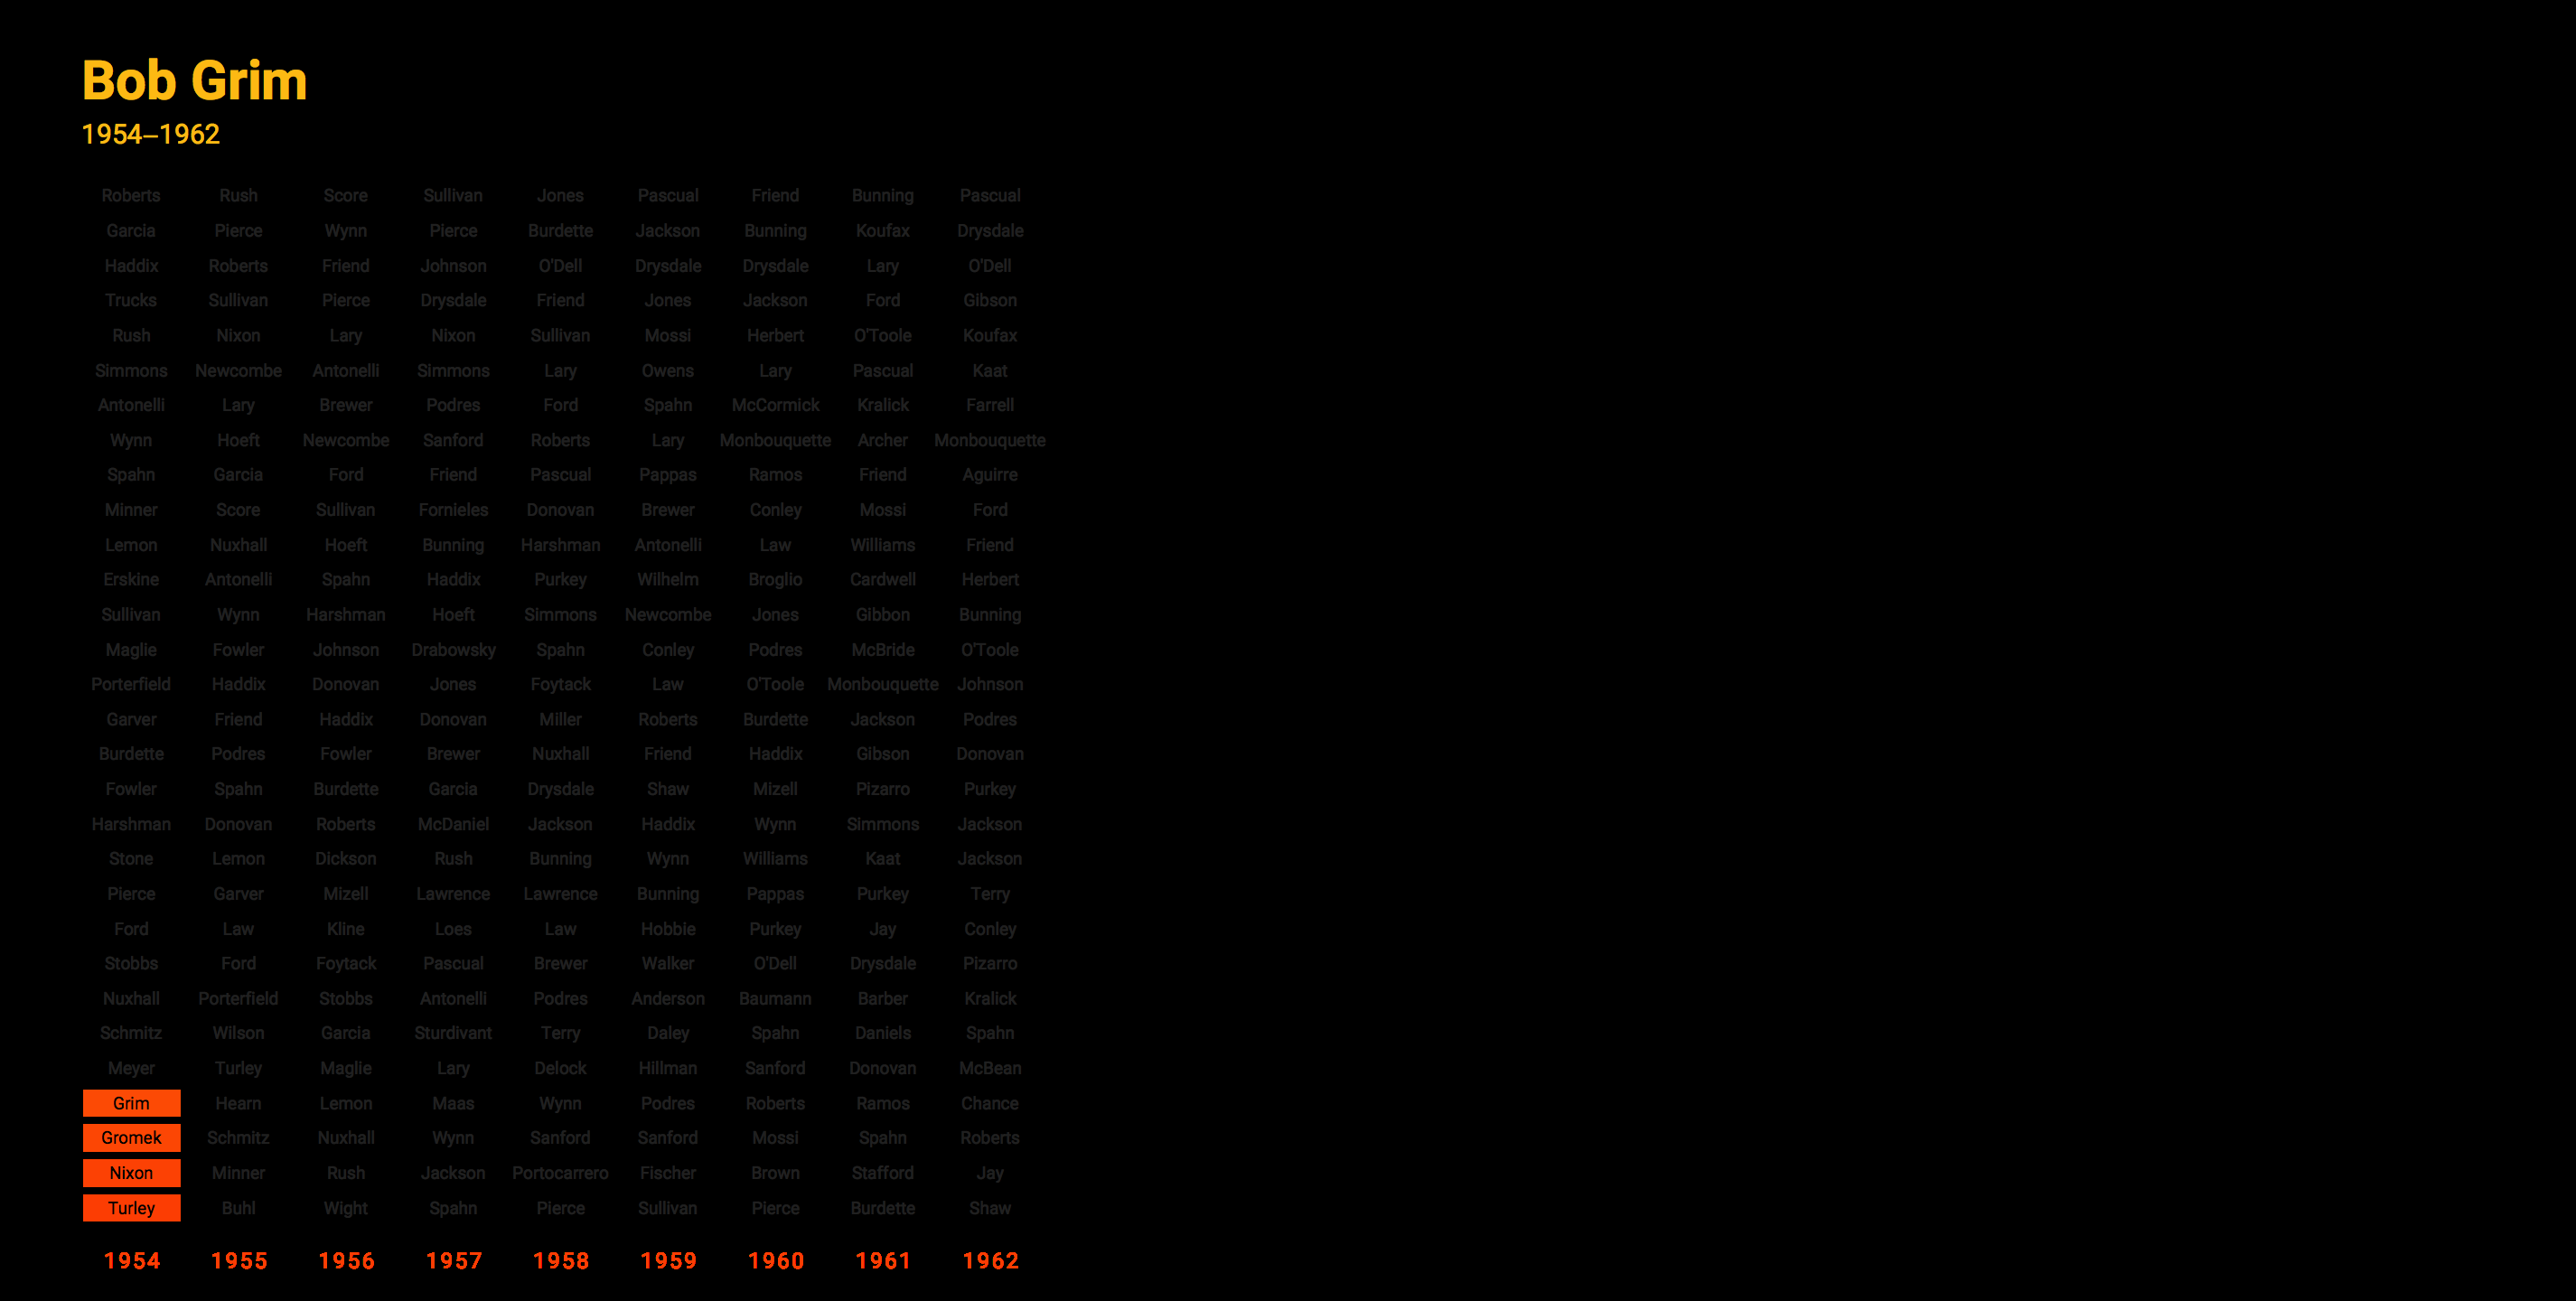 Bob Grim
1954–1962
Roberts Rush Score Sullivan Jones Pascual Friend Bunning Pascual
Garcia Pierce Wynn Pierce Burdette Jackson Bunning Koufax Drysdale
Haddix Roberts Friend Johnson O'Dell Drysdale Drysdale Lary O'Dell
Trucks Sullivan Pierce Drysdale Friend Jones Jackson Ford Gibson
Rush Nixon Lary Nixon Sullivan Mossi Herbert O'Toole Koufax
Simmons Newcombe Antonelli Simmons Lary Owens Lary Pascual Kaat
Antonelli Lary Brewer Podres Ford Spahn McCormick Kralick Farrell
Wynn Hoeft Newcombe Sanford Roberts Lary Monbouquette Archer Monbouquette
Spahn Garcia Ford Friend Pascual Pappas Ramos Friend Aguirre
Minner Score Sullivan Fornieles Donovan Brewer Conley Mossi Ford
Lemon Nuxhall Hoeft Bunning Harshman Antonelli Law Williams Friend
Erskine Antonelli Spahn Haddix Purkey Wilhelm Broglio Cardwell Herbert
Sullivan Wynn Harshman Hoeft Simmons Newcombe Jones Gibbon Bunning
Maglie Fowler Johnson Drabowsky Spahn Conley Podres McBride O'Toole
Porterfield Haddix Donovan Jones Foytack Law O'Toole Monbouquette Johnson
Garver Friend Haddix Donovan Miller Roberts Burdette Jackson Podres
Burdette Podres Fowler Brewer Nuxhall Friend Haddix Gibson Donovan
Fowler Spahn Burdette Garcia Drysdale Shaw Mizell Pizarro Purkey
Harshman Donovan Roberts McDaniel Jackson Haddix Wynn Simmons Jackson
Stone Lemon Dickson Rush Bunning Wynn Williams Kaat Jackson
Pierce Garver Mizell Lawrence Lawrence Bunning Pappas Purkey Terry
Ford Law Kline Loes Law Hobbie Purkey Jay Conley
Stobbs Ford Foytack Pascual Brewer Walker O'Dell Drysdale Pizarro
Nuxhall Porterfield Stobbs Antonelli Podres Anderson Baumann Barber Kralick
Schmitz Wilson Garcia Sturdivant Terry Daley Spahn Daniels Spahn
Meyer Turley Maglie Lary Delock Hillman Sanford Donovan McBean
Grim Hearn Lemon Maas Wynn Podres Roberts Ramos Chance
Gromek Schmitz Nuxhall Wynn Sanford Sanford Mossi Spahn Roberts
Nixon Minner Rush Jackson Portocarrero Fischer Brown Stafford Jay
Turley Buhl Wight Spahn Pierce Sullivan Pierce Burdette Shaw
1954 1955 1956 1957 1958 1959 1960 1961 1962